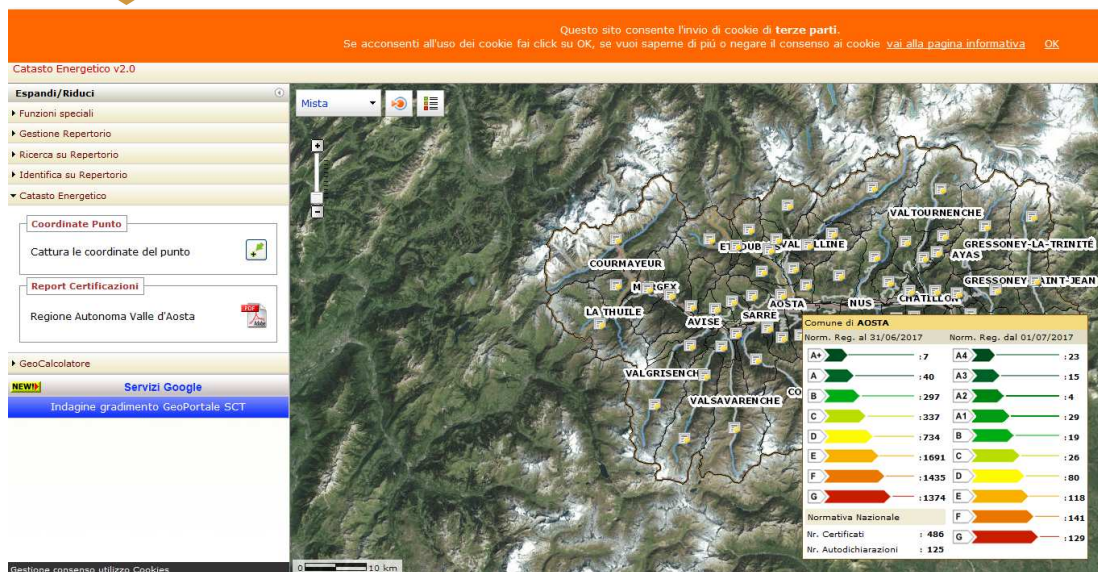 Questo sito consente l'invio di cookie di terze parti.
Se acconsenti all'uso dei cookie fai click su OK, se vuoi saperne di piú o negare il consenso ai cookie vai alla pagina informativa OK
Catasto Energetico v2.0
Espandi/Riduci
Funzioni speciali
Gestione Repertorio
Ricerca su Repertorio
Identifica su Repertorio
Catasto Energetico
Coordinate Punto
Cattura le coordinate del punto
Report Certificazioni
Regione Autonoma Valle d'Aosta
PDF
Adobe
GeoCalcolatore
NEW!! Servizi Google
Indagine gradimento GeoPortale SCT
Gestione consenso utilizzo Cookies
Mista
VALTOURNENCHE
GRESSONEY-LA-TRINITÉ
AYAS
COURMAYEUR
GRESSONEY
AINT-JEAN
LA THUILE
AOSTA
NUS
AVISE
SARRE
VALGRISENCHE
VALSAVARENCHE
CO
0 10 km
Comune di AOSTA
Norm. Reg. al 31/06/2017
A+ : 7
A : 40
B : 297
C : 337
D : 734
E : 1691
F : 1435
G : 1374
Normativa Nazionale
Nr. Certificati : 486
Nr. Autodichiarazioni : 125
Norm. Reg. dal 01/07/2017
A4 : 23
A3 : 15
A2 : 4
A1 : 29
B : 19
C : 26
D : 80
E : 118
F : 141
G : 129